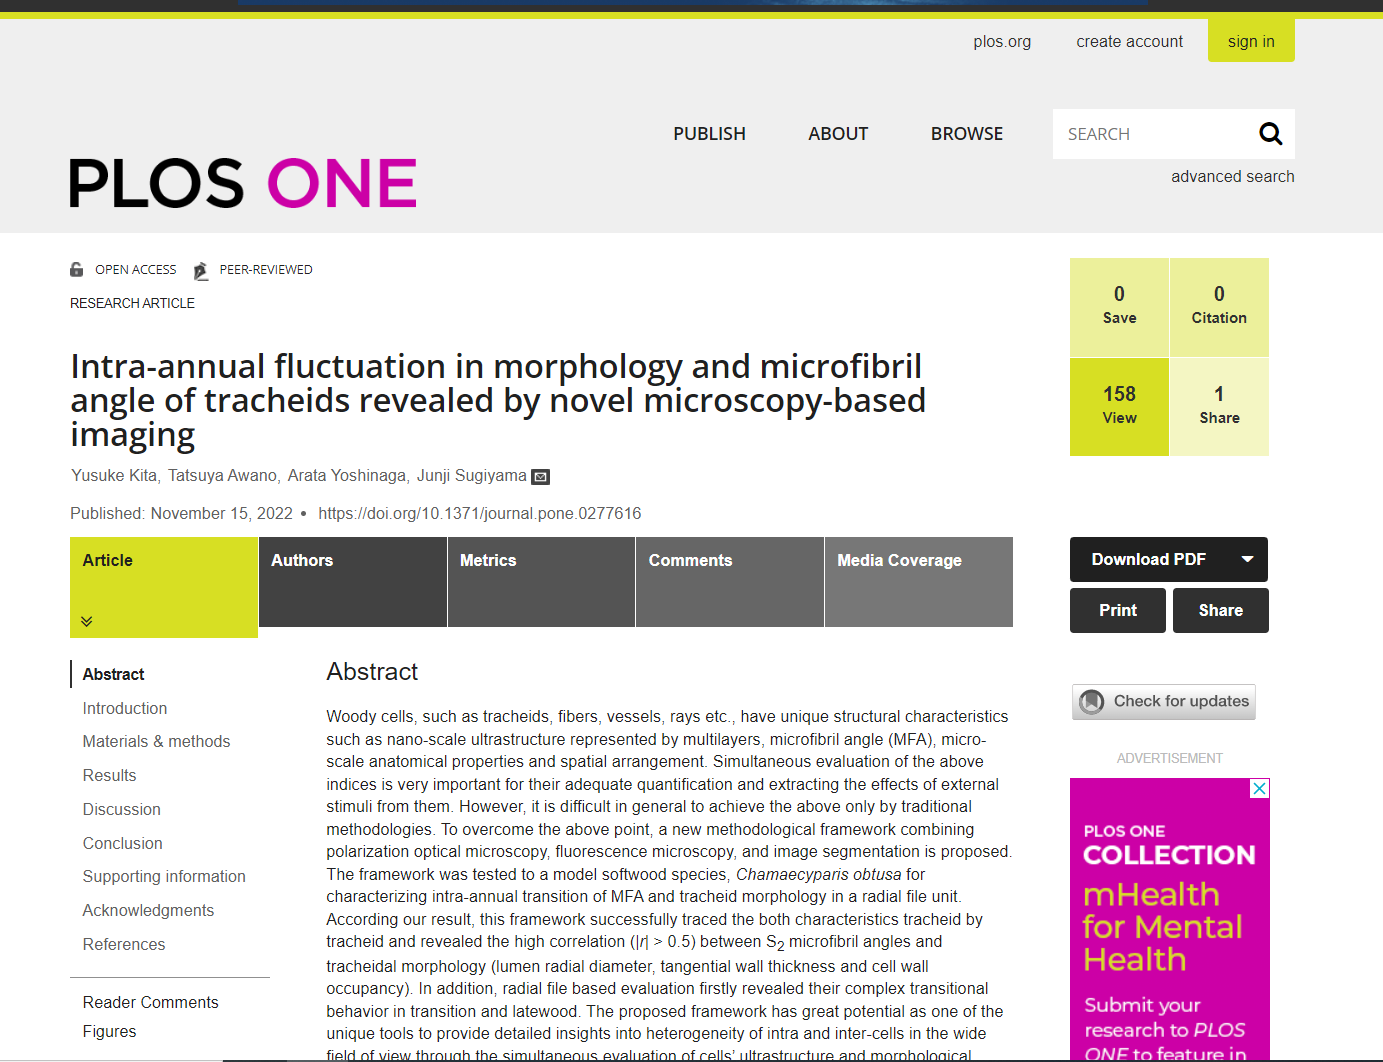 plos.org create account sign in
PUBLISH ABOUT BROWSE SEARCH
advanced search
PLOS ONE
OPEN ACCESS PEER-REVIEWED
RESEARCH ARTICLE
Intra-annual fluctuation in morphology and microfibril
angle of tracheids revealed by novel microscopy-based
imaging
Yusuke Kita, Tatsuya Awano, Arata Yoshinaga, Junji Sugiyama
Published: November 15, 2022 • https://doi.org/10.1371/journal.pone.0277616
0
Save
0
Citation
158
View
1
Share
Article Authors Metrics Comments Media Coverage
Download PDF
Print Share
Abstract
Introduction
Materials & methods
Results
Discussion
Conclusion
Supporting information
Acknowledgments
References
Reader Comments
Figures
Abstract
Woody cells, such as tracheids, fibers, vessels, rays etc., have unique structural characteristics
such as nano-scale ultrastructure represented by multilayers, microfibril angle (MFA), micro-
scale anatomical properties and spatial arrangement. Simultaneous evaluation of the above
indices is very important for their adequate quantification and extracting the effects of external
stimuli from them. However, it is difficult in general to achieve the above only by traditional
methodologies. To overcome the above point, a new methodological framework combining
polarization optical microscopy, fluorescence microscopy, and image segmentation is proposed.
The framework was tested to a model softwood species, Chamaecyparis obtusa for
characterizing intra-annual transition of MFA and tracheid morphology in a radial file unit.
According our result, this framework successfully traced the both characteristics tracheid by
tracheid and revealed the high correlation (|r| > 0.5) between S2 microfibril angles and
tracheidal morphology (lumen radial diameter, tangential wall thickness and cell wall
occupancy). In addition, radial file based evaluation firstly revealed their complex transitional
behavior in transition and latewood. The proposed framework has great potential as one of the
unique tools to provide detailed insights into heterogeneity of intra and inter-cells in the wide
field of view through the simultaneous evaluation of cells' ultrastructure and morphological
Check for updates
ADVERTISEMENT
PLOS ONE
COLLECTION
mHealth
for Mental
Health
Submit your
research to PLOS
ONE to feature in